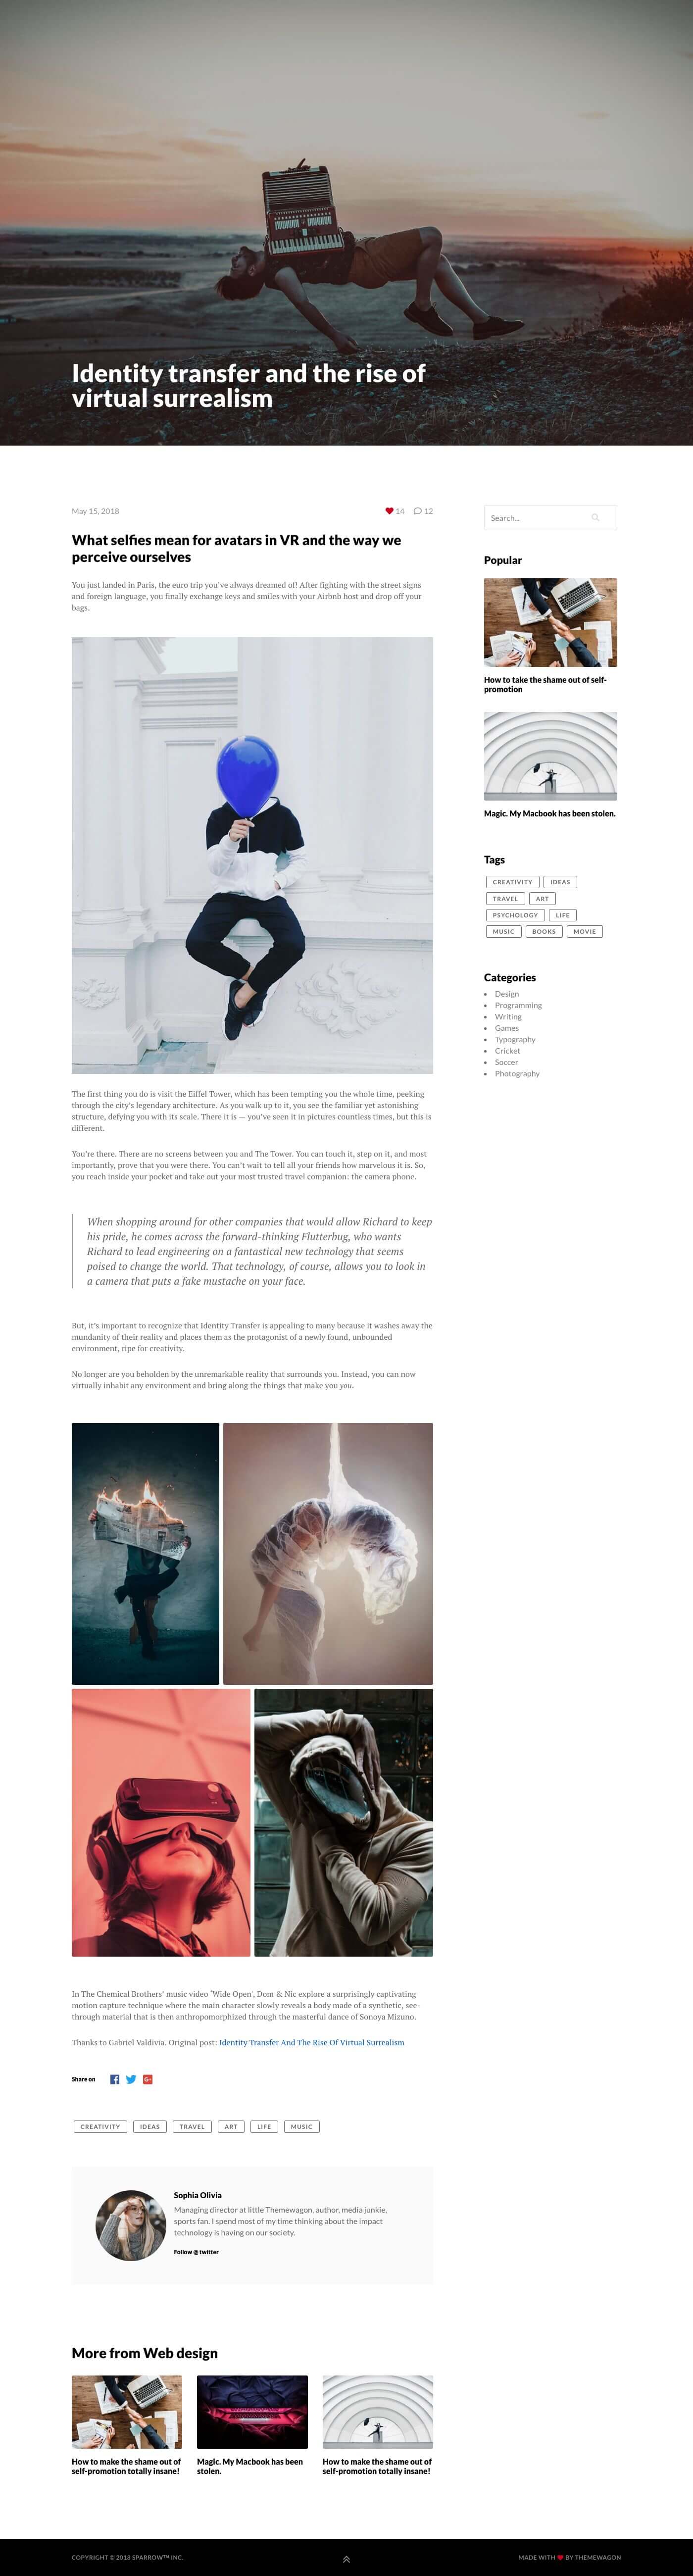 Identity transfer and the rise of
virtual surrealism
May 15, 2018
14
12
What selfies mean for avatars in VR and the way we
perceive ourselves
You just landed in Paris, the euro trip you've always dreamed of! After fighting with the street signs
and foreign language, you finally exchange keys and smiles with your Airbnb host and drop off your
bags.
The first thing you do is visit the Eiffel Tower, which has been tempting you the whole time, peeking
through the city's legendary architecture. As you walk up to it, you see the familiar yet astonishing
structure, defying you with its scale. There it is — you've seen it in pictures countless times, but this is
different.
You're there. There are no screens between you and The Tower. You can touch it, step on it, and most
importantly, prove that you were there. You can't wait to tell all your friends how marvelous it is. So,
you reach inside your pocket and take out your most trusted travel companion: the camera phone.
When shopping around for other companies that would allow Richard to keep
his pride, he comes across the forward-thinking Flutterbug, who wants
Richard to lead engineering on a fantastical new technology that seems
poised to change the world. That technology, of course, allows you to look in
a camera that puts a fake mustache on your face.
But, it's important to recognize that Identity Transfer is appealing to many because it washes away the
mundanity of their reality and places them as the protagonist of a newly found, unbounded
environment, ripe for creativity.
No longer are you beholden by the unremarkable reality that surrounds you. Instead, you can now
virtually inhabit any environment and bring along the things that make you you.
In The Chemical Brothers' music video 'Wide Open', Dom & Nic explore a surprisingly captivating
motion capture technique where the main character slowly reveals a body made of a synthetic, see-
through material that is then anthropomorphized through the masterful dance of Sonoya Mizuno.
Thanks to Gabriel Valdivia. Original post: Identity Transfer And The Rise Of Virtual Surrealism
Share on
CREATIVITY
IDEAS
TRAVEL
ART
LIFE
MUSIC
Sophia Olivia
Managing director at little Themewagon, author, media junkie,
sports fan. I spend most of my time thinking about the impact
technology is having on our society.
Follow @ twitter
Search...
Popular
How to take the shame out of self-
promotion
Magic. My Macbook has been stolen.
Tags
CREATIVITY
IDEAS
TRAVEL
ART
PSYCHOLOGY
LIFE
MUSIC
BOOKS
MOVIE
Categories
Design
Programming
Writing
Games
Typography
Cricket
Soccer
Photography
More from Web design
How to make the shame out of
self-promotion totally insane!
Magic. My Macbook has been
stolen.
How to make the shame out of
self-promotion totally insane!
COPYRIGHT © 2018 SPARROW™ INC.
MADE WITH ❤ BY THEMEWAGON